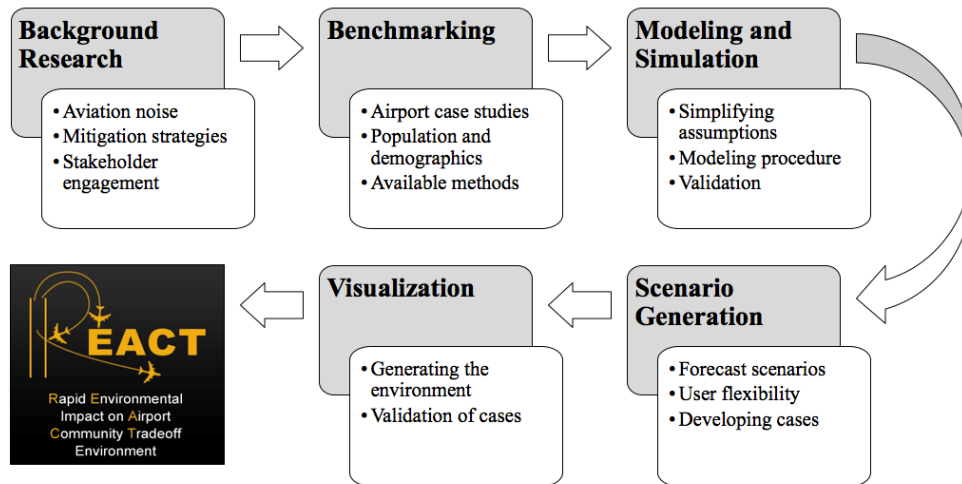 Background
Research
• Aviation noise
• Mitigation strategies
• Stakeholder
engagement
Benchmarking
• Airport case studies
• Population and
demographics
• Available methods
Modeling and
Simulation
• Simplifying
assumptions
• Modeling procedure
• Validation
Scenario
Generation
• Forecast scenarios
• User flexibility
• Developing cases
Visualization
• Generating the
environment
• Validation of cases
REACT
Rapid Environmental
Impact on Airport
Community Tradeoff
Environment